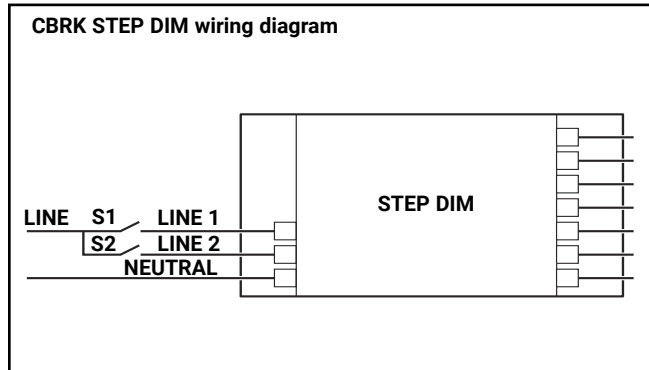 CBRK STEP DIM wiring diagram
STEP DIM
LINE S1 LINE 1
S2 LINE 2
NEUTRAL